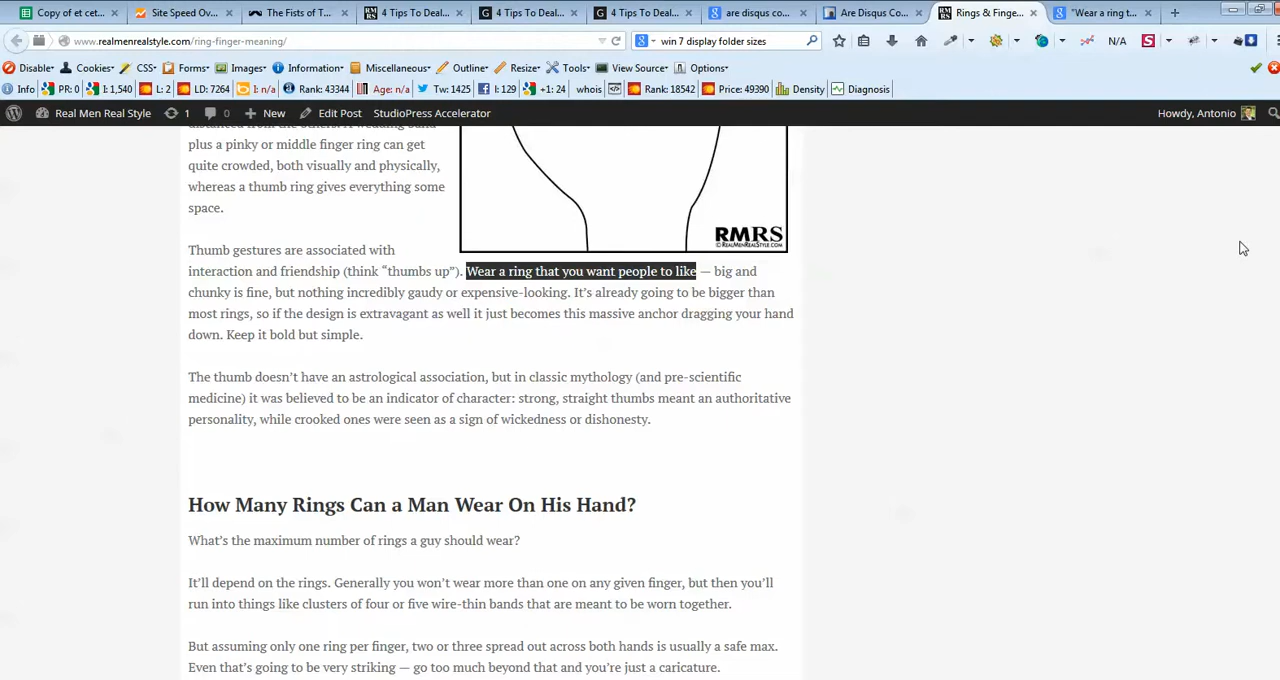 Copy of et cet...
Site Speed Ov...
The Fists of T...
4 Tips To Deal...
4 Tips To Deal...
4 Tips To Deal...
are disqus co...
Are Disqus Co...
Rings & Finge...
"Wear a ring t...
www.realmenrealstyle.com/ring-finger-meaning/
win 7 display folder sizes
N/A
Disable
Cookies
CSS
Forms
Images
Information
Miscellaneous
Outline
Resize
Tools
View Source
Options
Info
PR: 0
I: 1,540
L: 2
LD: 7264
I: n/a
Rank: 43344
Age: n/a
Tw: 1425
I: 129
+1: 24
whois
Rank: 18542
Price: 49390
Density
Diagnosis
Real Men Real Style
1
0
New
Edit Post
StudioPress Accelerator
Howdy, Antonio
plus a pinky or middle finger ring can get
quite crowded, both visually and physically,
whereas a thumb ring gives everything some
space.
RMRS
©REALMENREALSTYLE.COM
Thumb gestures are associated with
interaction and friendship (think “thumbs up”). Wear a ring that you want people to like — big and
chunky is fine, but nothing incredibly gaudy or expensive-looking. It’s already going to be bigger than
most rings, so if the design is extravagant as well it just becomes this massive anchor dragging your hand
down. Keep it bold but simple.
The thumb doesn’t have an astrological association, but in classic mythology (and pre-scientific
medicine) it was believed to be an indicator of character: strong, straight thumbs meant an authoritative
personality, while crooked ones were seen as a sign of wickedness or dishonesty.
How Many Rings Can a Man Wear On His Hand?
What’s the maximum number of rings a guy should wear?
It’ll depend on the rings. Generally you won’t wear more than one on any given finger, but then you’ll
run into things like clusters of four or five wire-thin bands that are meant to be worn together.
But assuming only one ring per finger, two or three spread out across both hands is usually a safe max.
Even that’s going to be very striking — go too much beyond that and you’re just a caricature.